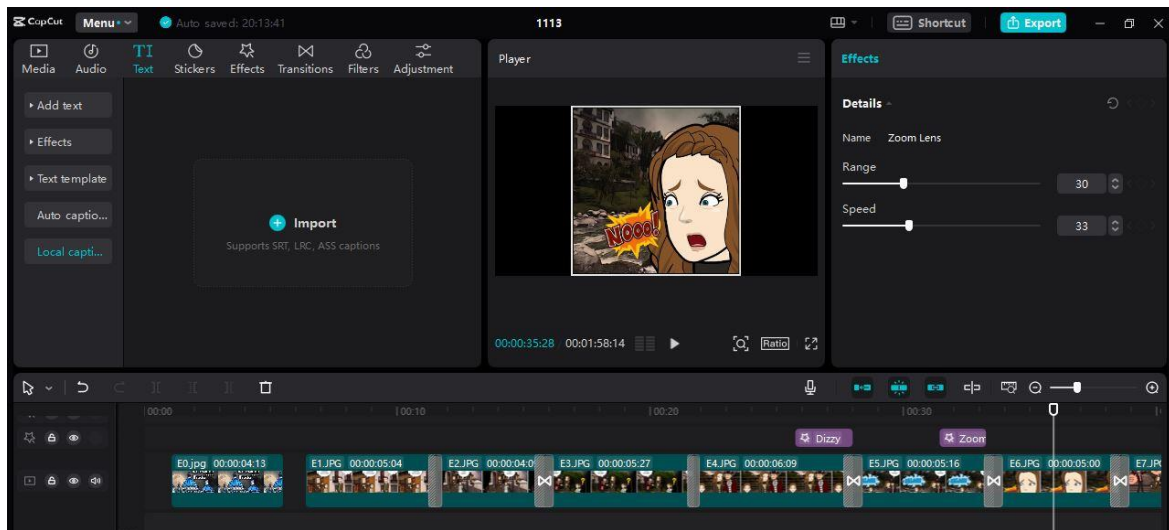 CapCut Menu Auto saved: 20:13:41 1113 Shortcut Export
Media Audio TI Text Stickers Effects Transitions Filters Adjustment
Player
Effects
Add text
Effects
Text template
Auto captio...
Local capti...
Import
Supports SRT, LRC, ASS captions
NOOO!
00:00:35:28 00:01:58:14 Ratio
Details
Name Zoom Lens
Range
30
Speed
33
00:00 00:10 00:20 00:30
Dizzy Zoom
E0.jpg 00:00:04:13 E1.JPG 00:00:05:04 E2.JPG 00:00:04:0 E3.JPG 00:00:05:27 E4.JPG 00:00:06:09 E5.JPG 00:00:05:16 E6.JPG 00:00:05:00 E7.JP